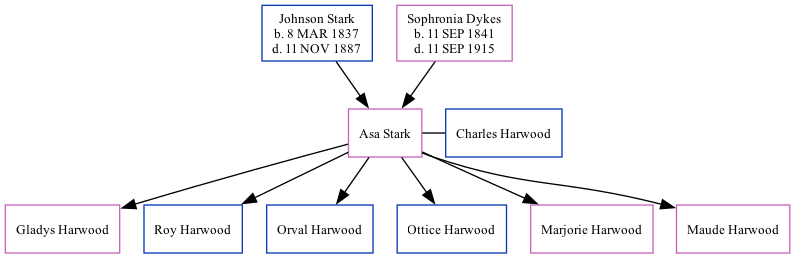 Johnson Stark
b. 8 MAR 1837
d. 11 NOV 1887
Sophronia Dykes
b. 11 SEP 1841
d. 11 SEP 1915
Asa Stark
Charles Harwood
Gladys Harwood
Roy Harwood
Orval Harwood
Ottice Harwood
Marjorie Harwood
Maude Harwood